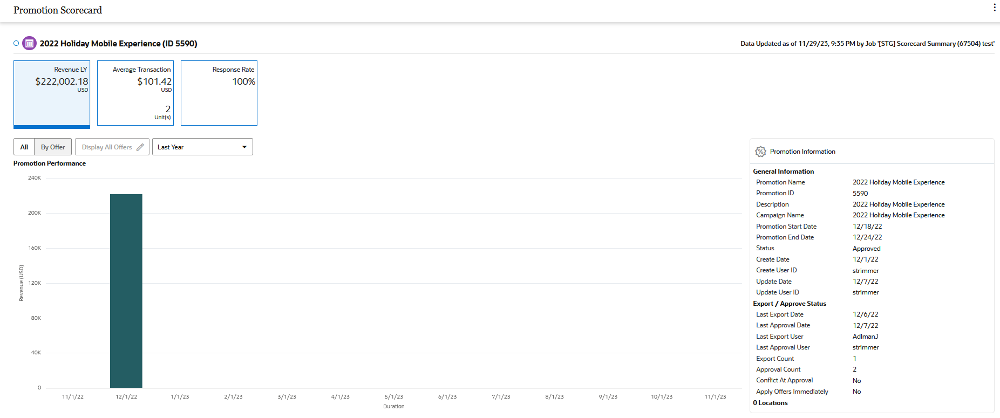 Promotion Scorecard
2022 Holiday Mobile Experience (ID 5590)
Data Updated as of 11/29/23, 9:35 PM by Job '[STG] Scorecard Summary (67504) test'
Revenue LY
$222,002.18
USD
Average Transaction
$101.42
USD
2
Unit(s)
Response Rate
100%
All
By Offer
Display All Offers
Last Year
Promotion Performance
240K
200K
160K
120K
80K
40K
0
Revenue (USD)
11/1/22
12/1/22
1/1/23
2/1/23
3/1/23
4/1/23
5/1/23
6/1/23
7/1/23
8/1/23
9/1/23
10/1/23
11/1/23
Duration
Promotion Information
General Information
Promotion Name 2022 Holiday Mobile Experience
Promotion ID 5590
Description 2022 Holiday Mobile Experience
Campaign Name 2022 Holiday Mobile Experience
Promotion Start Date 12/18/22
Promotion End Date 12/24/22
Status Approved
Create Date 12/1/22
Create User ID strimmer
Update Date 12/7/22
Update User ID strimmer
Export / Approve Status
Last Export Date 12/6/22
Last Approval Date 12/7/22
Last Export User AdlmanJ
Last Approval User strimmer
Export Count 1
Approval Count 2
Conflict At Approval No
Apply Offers Immediately No
0 Locations